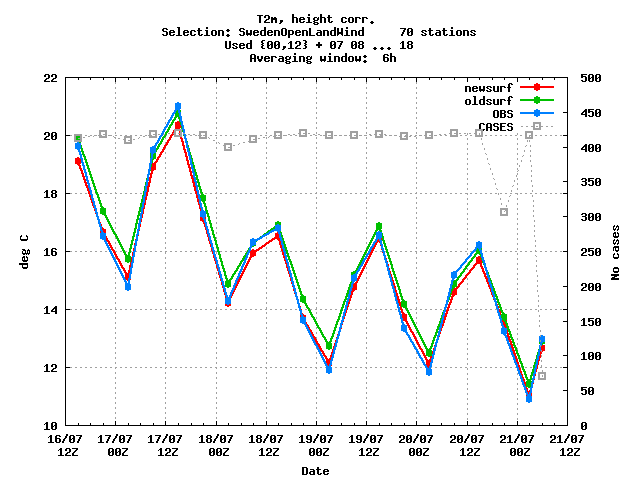 T2m, height corr.
Selection: SwedenOpenLandWind 70 stations
Used {00,12} + 07 08 ... 18
Averaging window: 6h
22
20
18
16
14
12
10
deg C
500
450
400
350
300
250
200
150
100
50
0
No cases
newsurf
oldsurf
OBS
CASES
16/07 17/07 17/07 18/07 18/07 19/07 19/07 20/07 20/07 21/07 21/07
12Z 00Z 12Z 00Z 12Z 00Z 12Z 00Z 12Z 00Z 12Z
Date